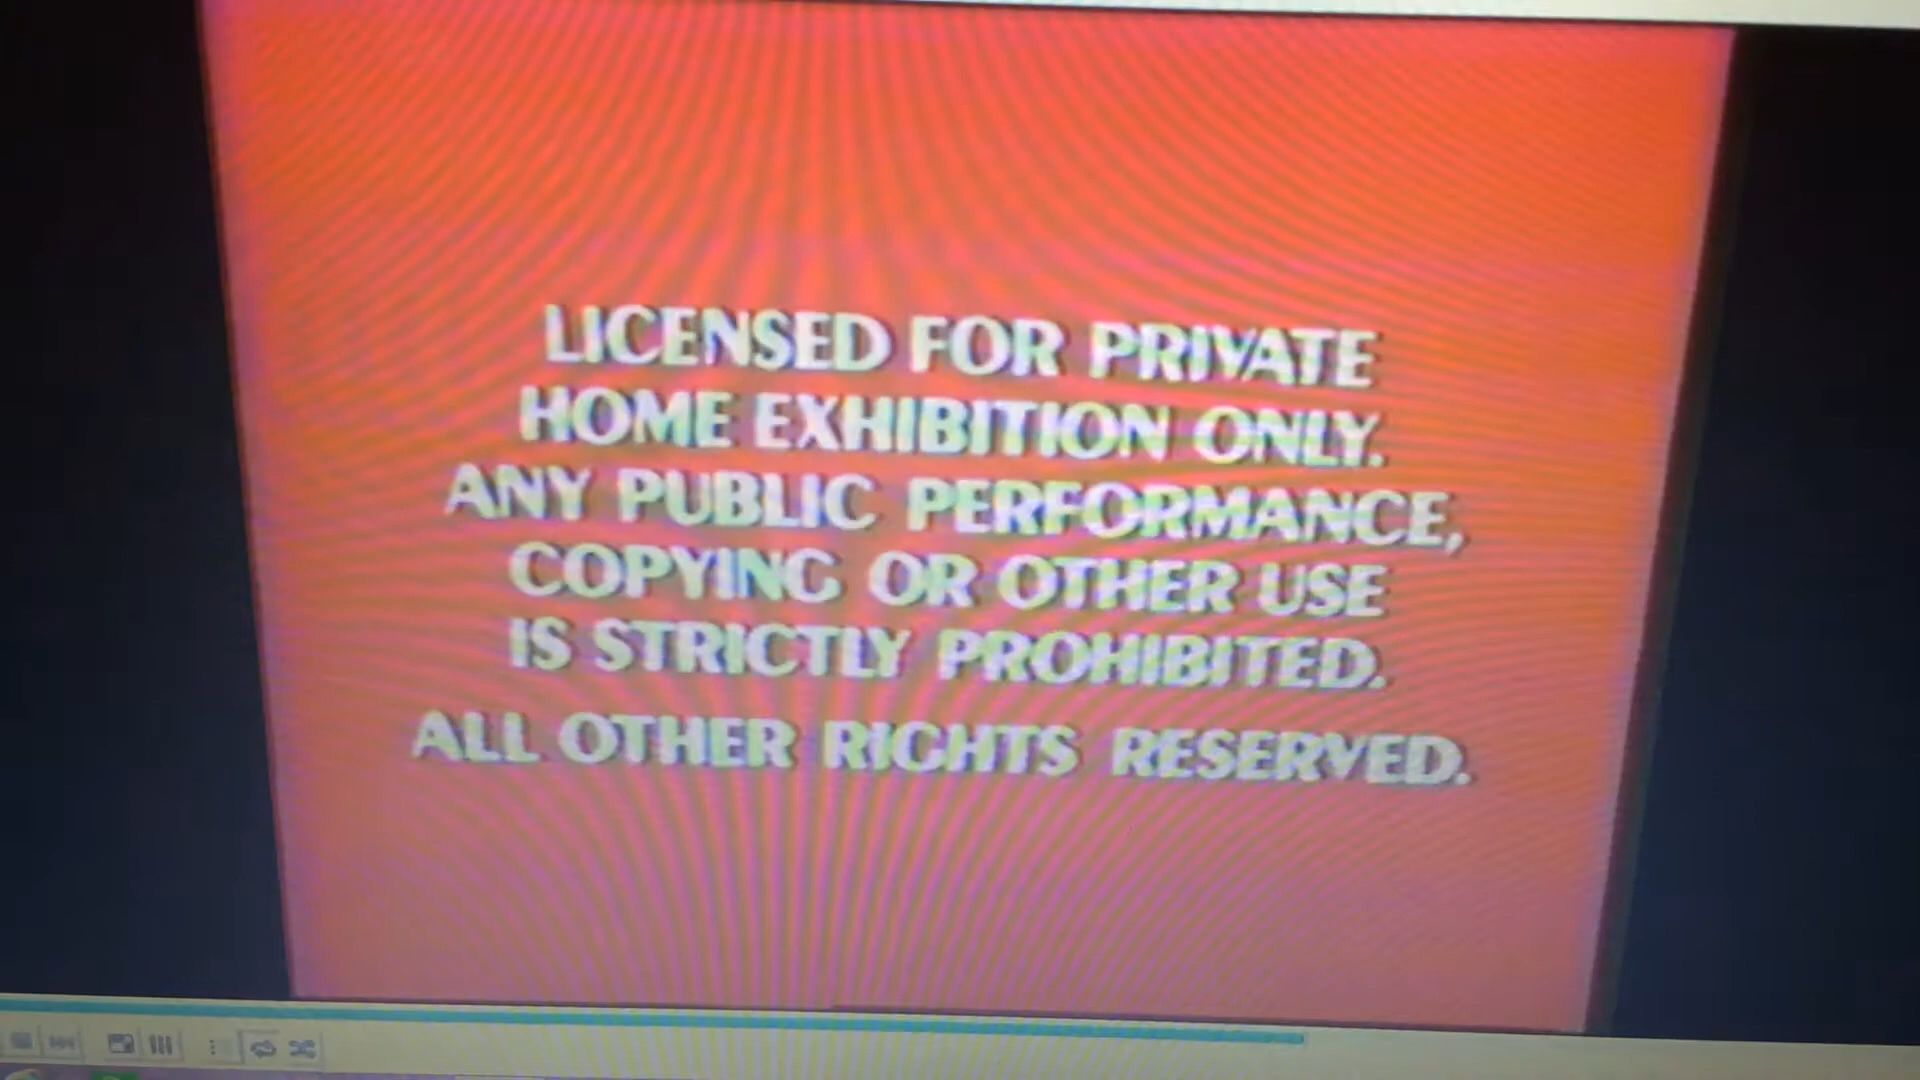 LICENSED FOR PRIVATE
HOME EXHIBITION ONLY.
ANY PUBLIC PERFORMANCE,
COPYING OR OTHER USE
IS STRICTLY PROHIBITED.
ALL OTHER RIGHTS RESERVED.